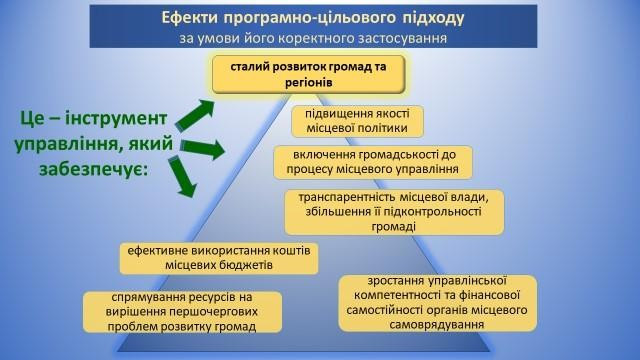 Ефекти програмно-цільового підходу
за умови його коректного застосування
сталий розвиток громад та
регіонів
Це – інструмент
управління, який
забезпечує:
підвищення якості
місцевої політики
включення громадськості до
процесу місцевого управління
транспарентність місцевої влади,
збільшення її підконтрольності
громаді
ефективне використання коштів
місцевих бюджетів
спрямування ресурсів на
вирішення першочергових
проблем розвитку громад
зростання управлінської
компетентності та фінансової
самостійності органів місцевого
самоврядування